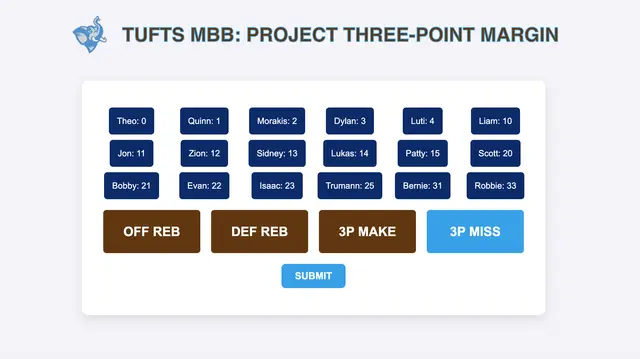 TUFTS MBB: PROJECT THREE-POINT MARGIN
Theo: 0 Quinn: 1 Morakis: 2 Dylan: 3 Luti: 4 Liam: 10
Jon: 11 Zion: 12 Sidney: 13 Lukas: 14 Patty: 15 Scott: 20
Bobby: 21 Evan: 22 Isaac: 23 Trumann: 25 Bernie: 31 Robbie: 33
OFF REB DEF REB 3P MAKE 3P MISS
SUBMIT